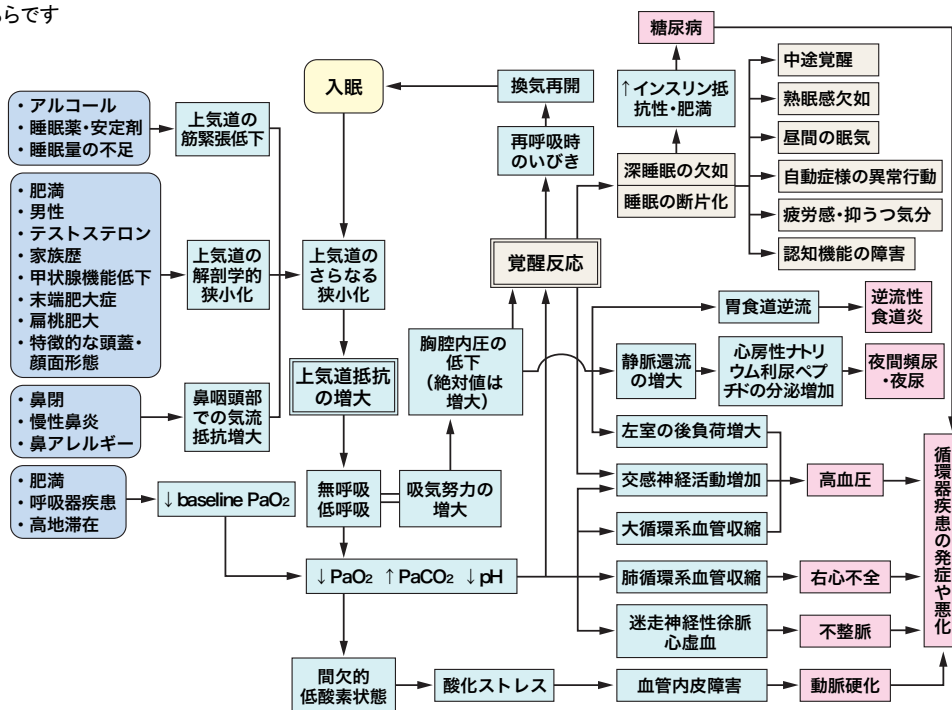 らです
・アルコール
・睡眠薬・安定剤
・睡眠量の不足
上気道の
筋緊張低下
・肥満
・男性
・テストステロン
・家族歴
・甲状腺機能低下
・末端肥大症
・扁桃肥大
・特徴的な頭蓋・
顔面形態
上気道の
解剖学的
狭小化
・鼻閉
・慢性鼻炎
・鼻アレルギー
鼻咽頭部
での気流
抵抗増大
・肥満
・呼吸器疾患
・高地滞在
↓baseline PaO₂
入眠
上気道の
さらなる
狭小化
上気道抵抗
の増大
無呼吸
低呼吸
吸気努力の
増大
↓PaO₂ ↑PaCO₂ ↓pH
間欠的
低酸素状態
酸化ストレス
血管内皮障害
動脈硬化
胸腔内圧の
低下
(絶対値は
増大)
換気再開
再呼吸時
のいびき
覚醒反応
糖尿病
↑インスリン抵
抗性・肥満
深睡眠の欠如
睡眠の断片化
中途覚醒
熟眠感欠如
昼間の眠気
自動症様の異常行動
疲労感・抑うつ気分
認知機能の障害
胃食道逆流
逆流性
食道炎
静脈還流
の増大
心房性ナトリ
ウム利尿ペプ
チドの分泌増加
夜間頻尿
・夜尿
左室の後負荷増大
交感神経活動増加
大循環系血管収縮
高血圧
肺循環系血管収縮
右心不全
迷走神経性徐脈
心虚血
不整脈
循環器疾患の発症や悪化